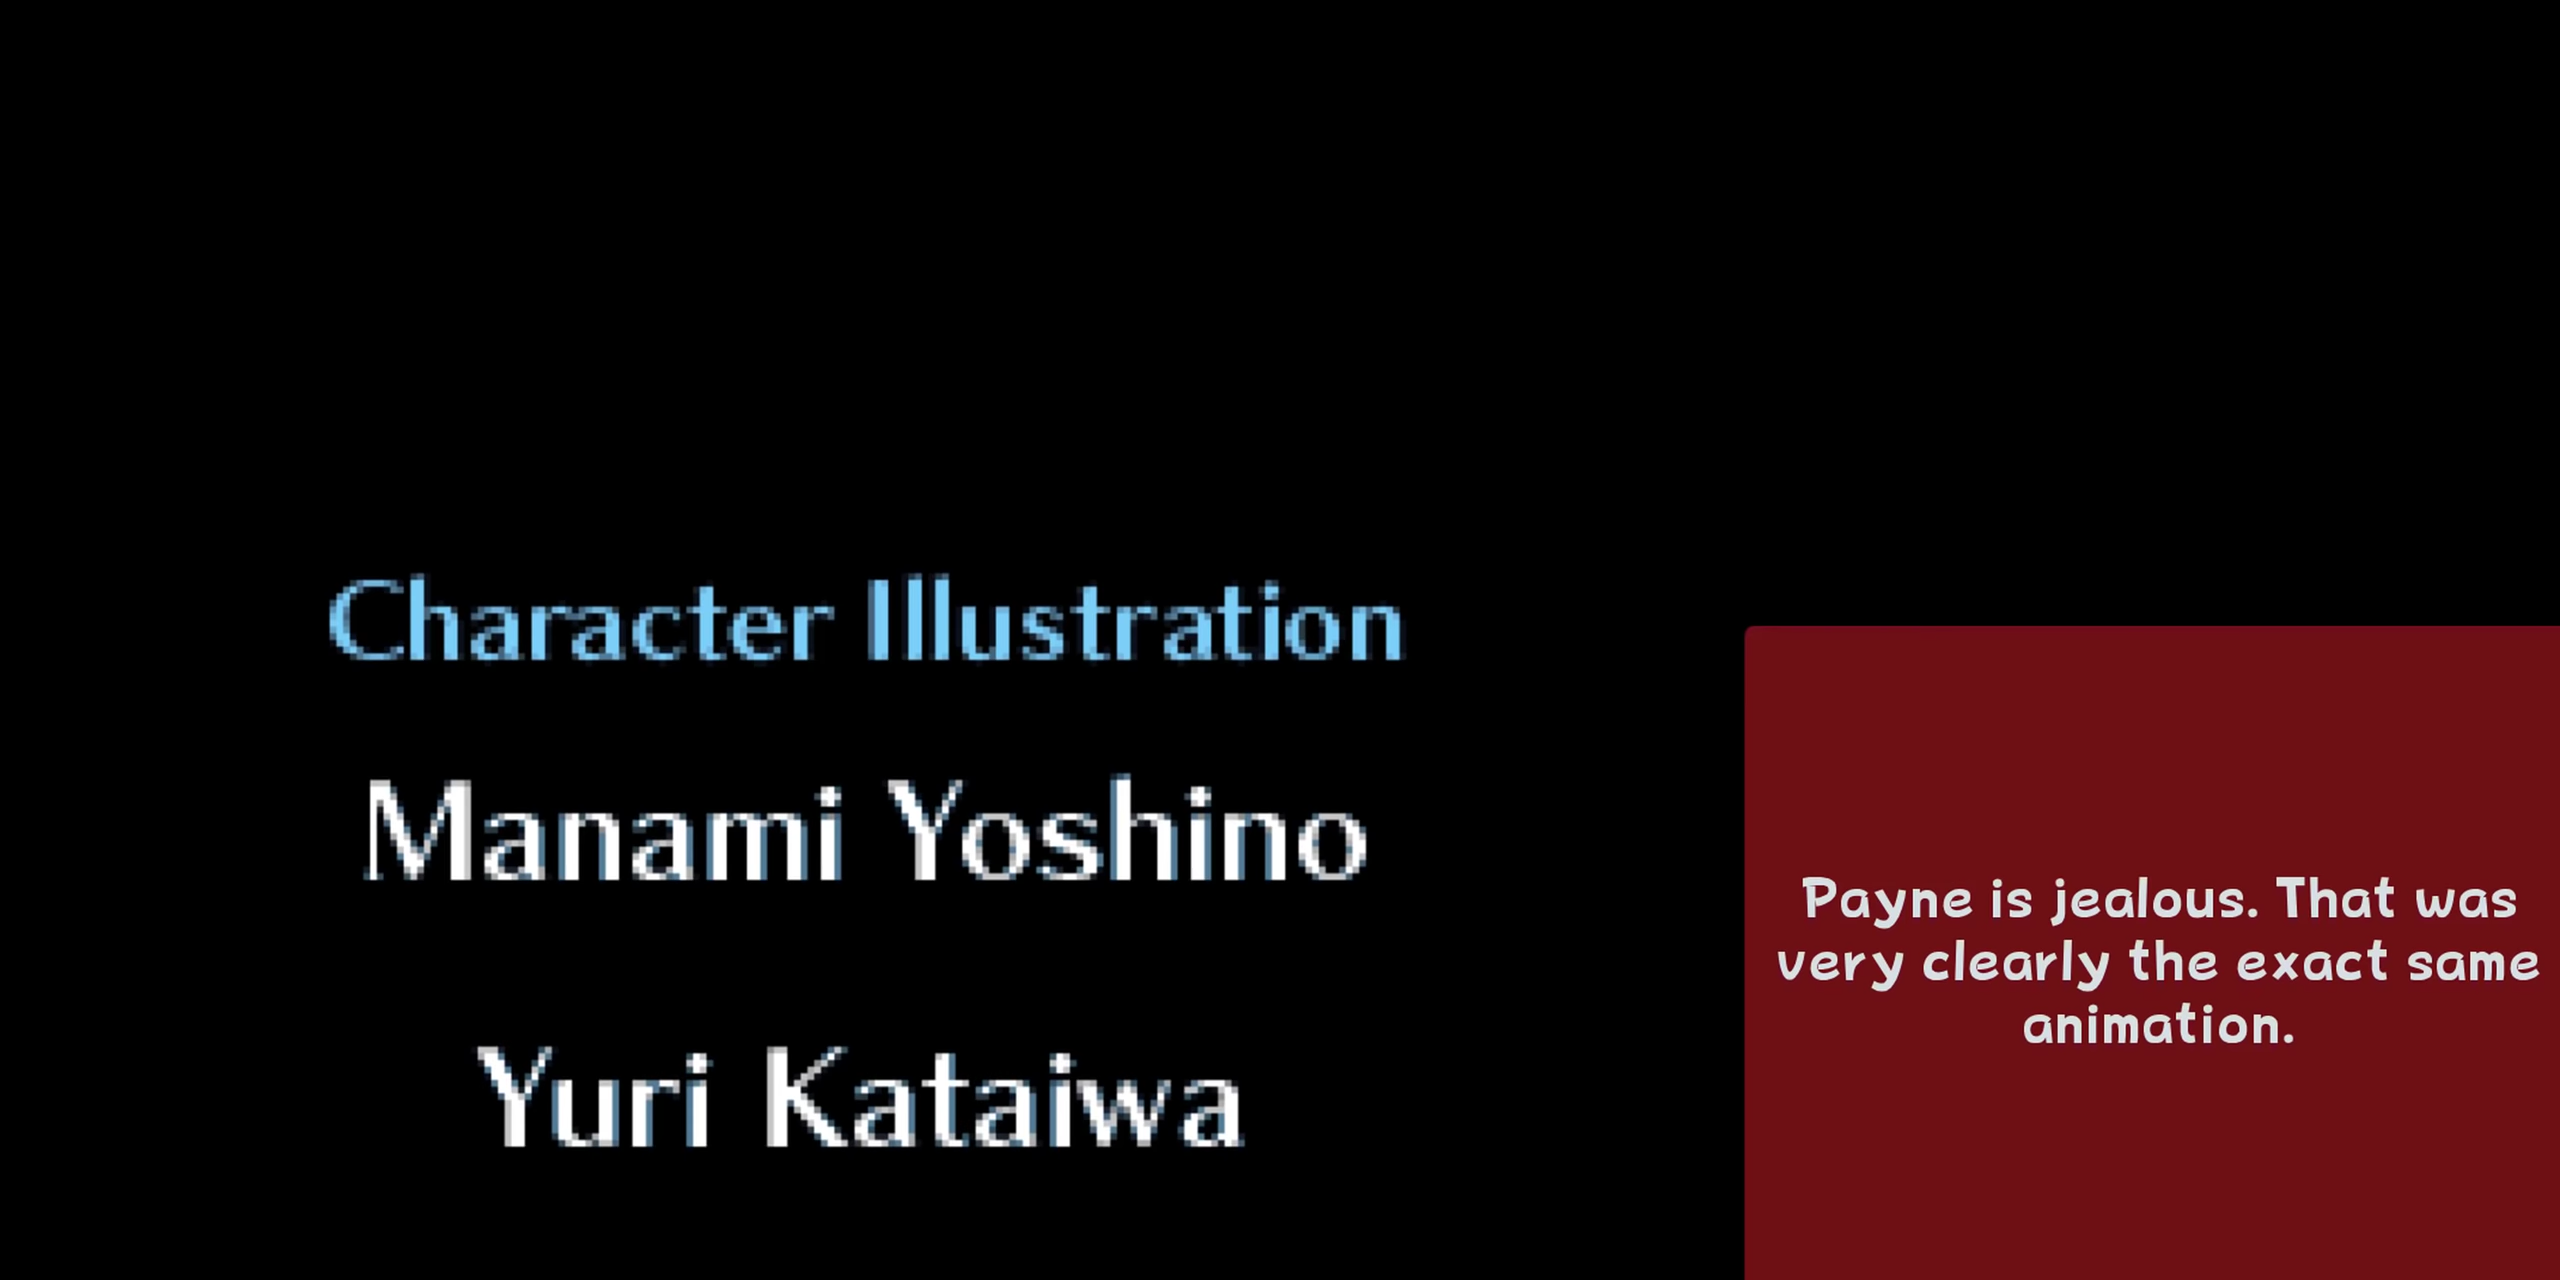 Character Illustration
Manami Yoshino
Yuri Kataiwa
Payne is jealous. That was
very clearly the exact same
animation.